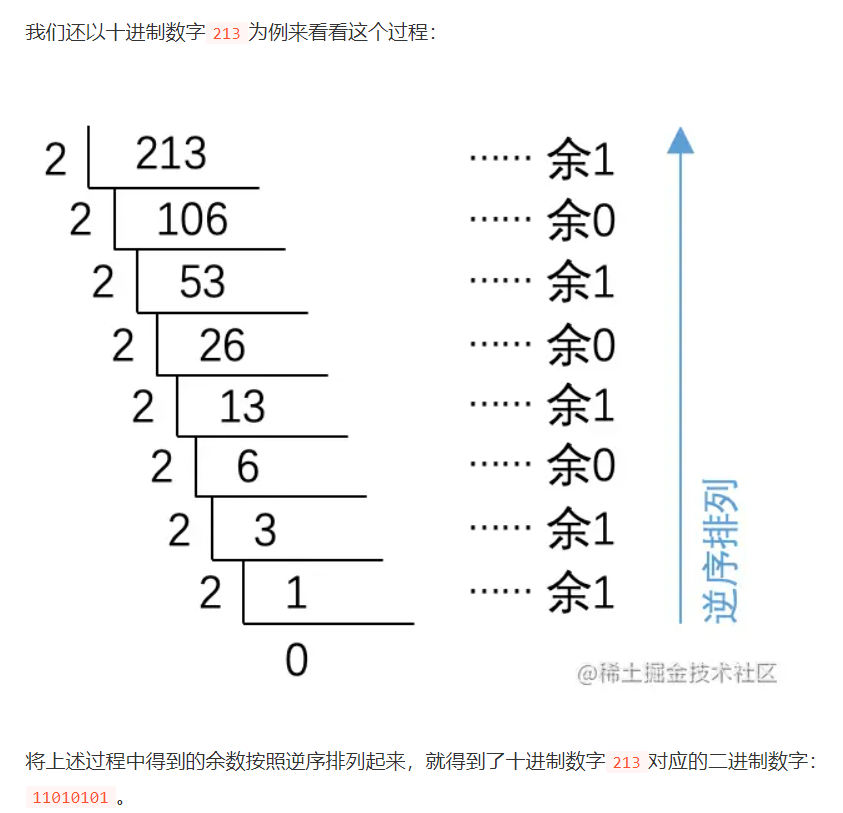 我们还以十进制数字 213 为例来看看这个过程：
2 213 …… 余1
2 106 …… 余0
2 53 …… 余1
2 26 …… 余0
2 13 …… 余1
2 6 …… 余0
2 3 …… 余1
2 1 …… 余1
0
逆序排列
@稀土掘金技术社区
将上述过程中得到的余数按照逆序排列起来，就得到了十进制数字 213 对应的二进制数字：
11010101 。